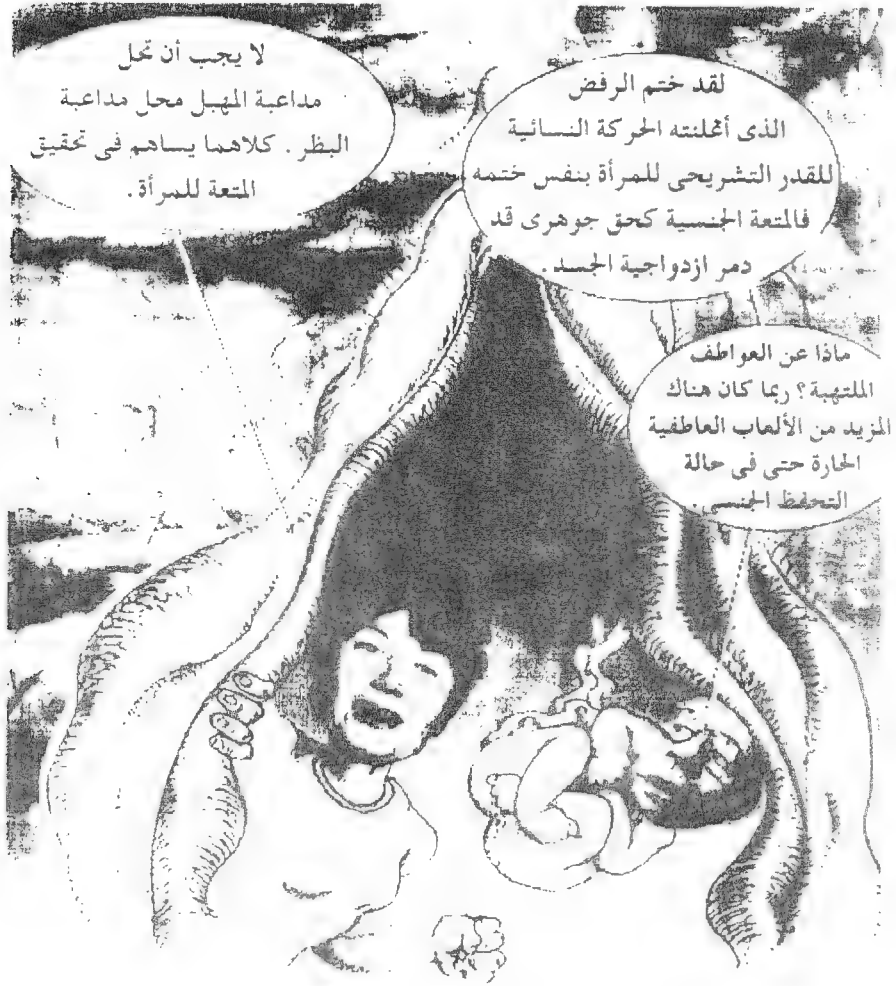 لقد ختم الرفض
الذى أعلنته الحركة النسائية
للقدر التشريحى للمرأة بنفس ختمه
فالمتعة الجنسية كحق جوهرى قد
دمر ازدواجية الجسد.
لا يجب أن تحل
مداعبة المهبل محل مداعبة
البظر. كلاهما يساهم فى تحقيق
المتعة للمرأة.
ماذا عن العواطف
الملتهبة؟ ربما كان هناك
المزيد من الألعاب العاطفية
الحارة حتى فى حالة
التحفظ الجنسى.